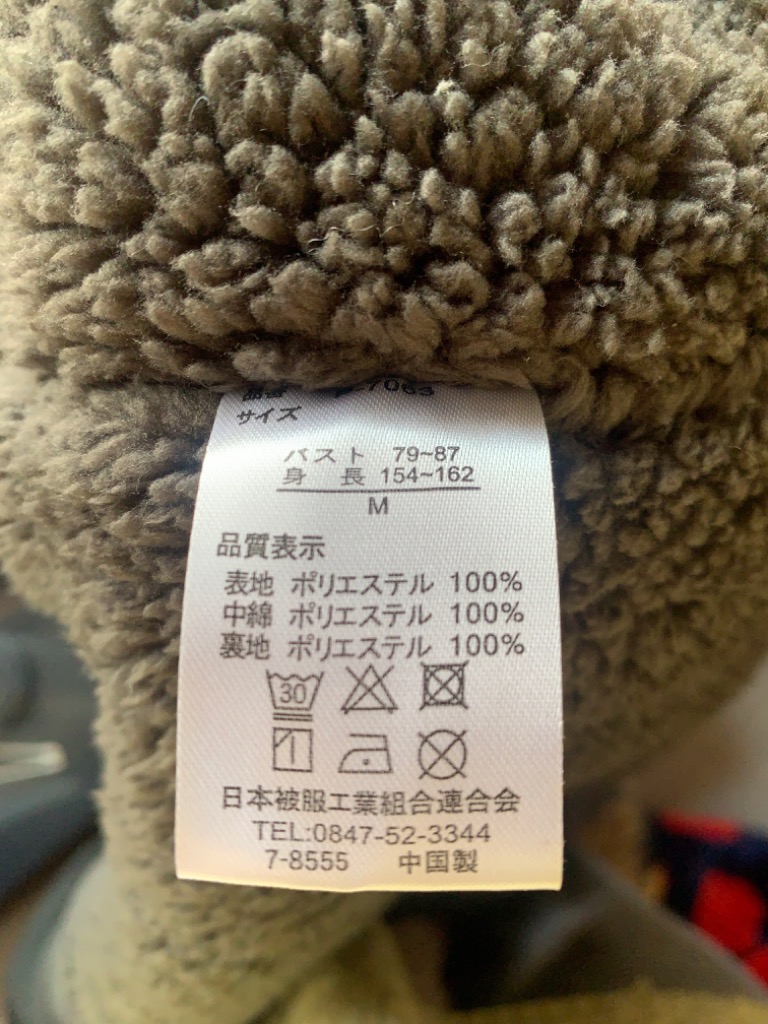 サイズ
バスト 79~87
身 長 154~162
M
品質表示
表地 ポリエステル 100%
中綿 ポリエステル 100%
裏地 ポリエステル 100%
30
日本被服工業組合連合会
TEL:0847-52-3344
7-8555 中国製